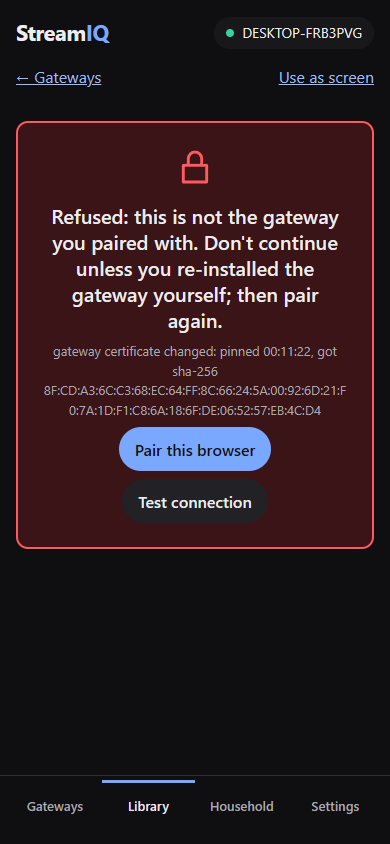 StreamIQ
DESKTOP-FRB3PVG
← Gateways
Use as screen
Refused: this is not the gateway
you paired with. Don't continue
unless you re-installed the
gateway yourself; then pair
again.
gateway certificate changed: pinned 00:11:22, got
sha-256
8F:CD:A3:6C:C3:68:EC:64:FF:8C:66:24:5A:00:92:6D:21:F
0:7A:1D:F1:C8:6A:18:6F:DE:06:52:57:EB:4C:D4
Pair this browser
Test connection
Gateways
Library
Household
Settings